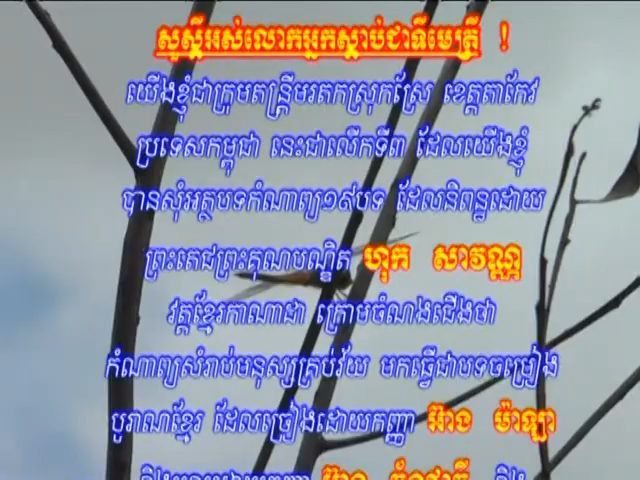 សួស្តីអស់លោកអ្នកស្តាប់ជាទីមេត្រី !
យើងខ្ញុំជាក្រុមតន្ត្រីមរតកស្រុកស្រែ ខេត្តតាកែវ
ប្រទេសកម្ពុជា នេះជាលើកទី៣ ដែលយើងខ្ញុំ
បានសុំអត្ថបទកំណាព្យ១៩បទ ដែលនិពន្ធដោយ
ព្រះតេជព្រះគុណបណ្ឌិត ហុក សាវណ្ណ
វត្តខ្មែរកាណាដា ក្រោមចំណងជើងថា
កំណាព្យសំរាប់មនុស្សគ្រប់វ័យ មកធ្វើជាបទចម្រៀង
បូរាណខ្មែរ ដែលច្រៀងដោយកញ្ញា អ៊ាង ម៉ាឡា